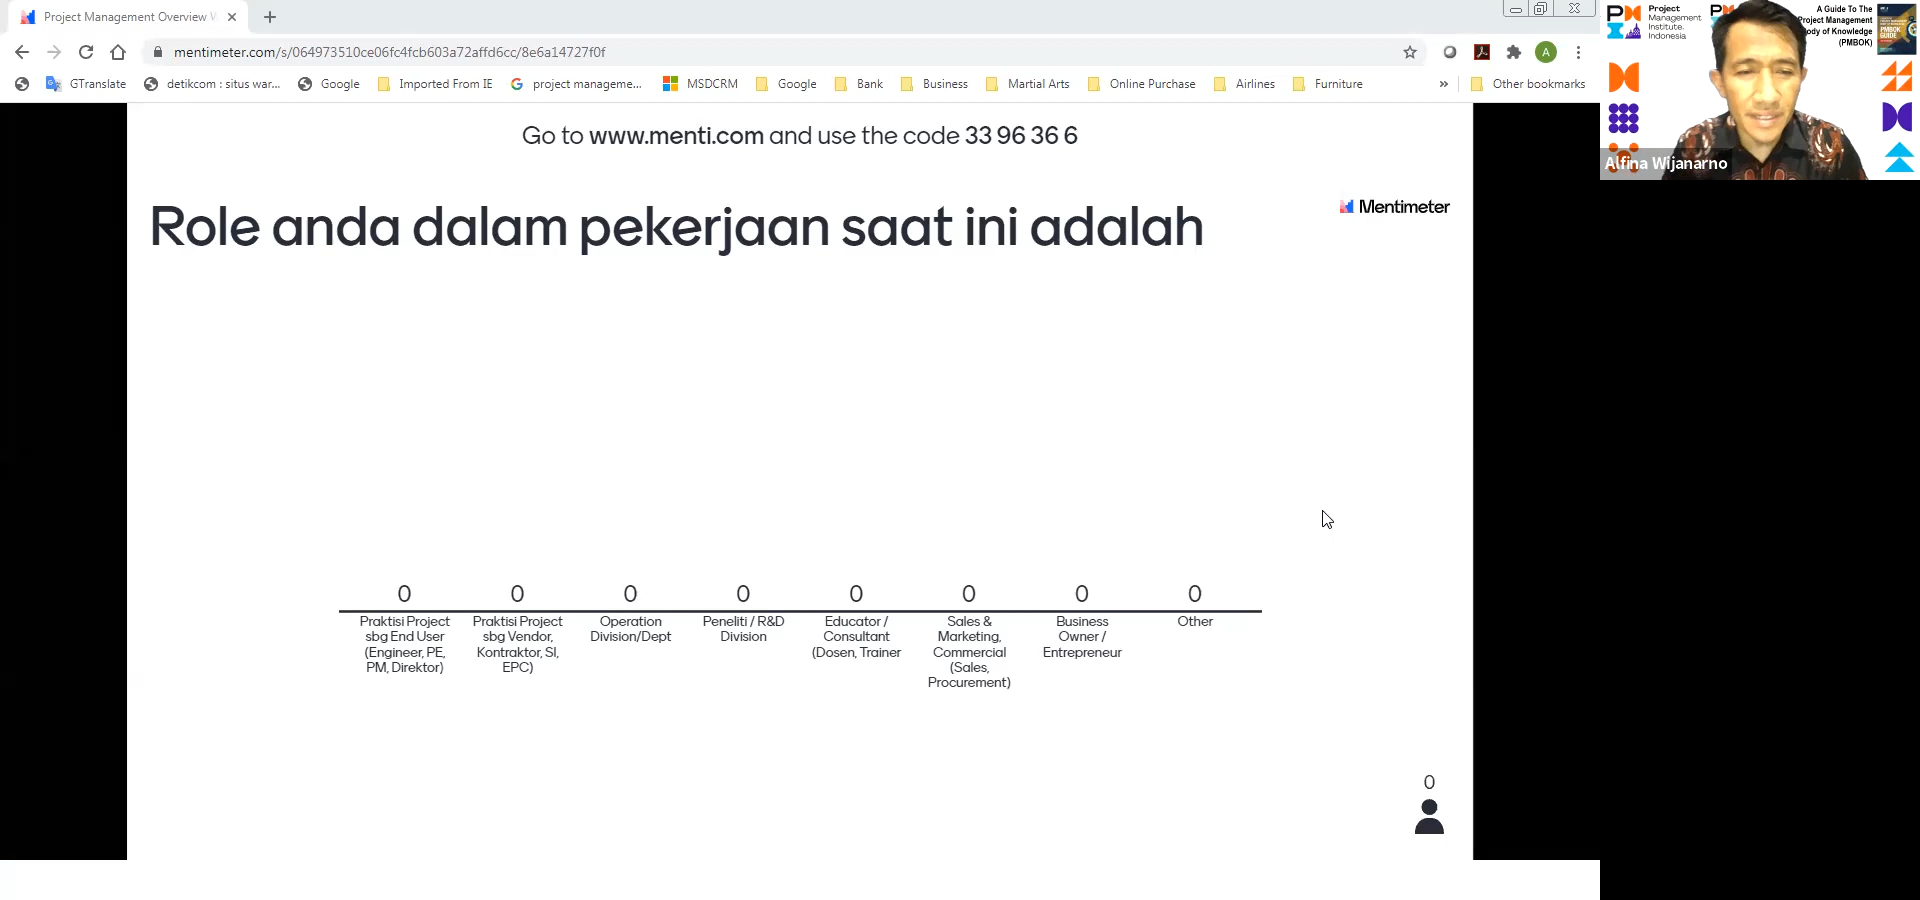 Project Management Overview W
mentimeter.com/s/064973510ce06fc4fcb603a72affd6cc/8e6a14727f0f
A
GTranslate
detikcom : situs war...
Google
Imported From IE
project manageme...
MSDCRM
Google
Bank
Business
Martial Arts
Online Purchase
Airlines
Furniture
»
Other bookmarks
Go to www.menti.com and use the code 33 96 36 6
Role anda dalam pekerjaan saat ini adalah
Mentimeter
0 0 0 0 0 0 0 0
Praktisi Project
sbg End User
(Engineer, PE,
PM, Direktor)
Praktisi Project
sbg Vendor,
Kontraktor, SI,
EPC)
Operation
Division/Dept
Peneliti / R&D
Division
Educator /
Consultant
(Dosen, Trainer
Sales &
Marketing,
Commercial
(Sales,
Procurement)
Business
Owner /
Entrepreneur
Other
0
Project
Management
Institute.
Indonesia
A Guide To The
Project Management
ody of Knowledge
(PMBOK)
PMBOK
GUIDE
Alfina Wijanarno